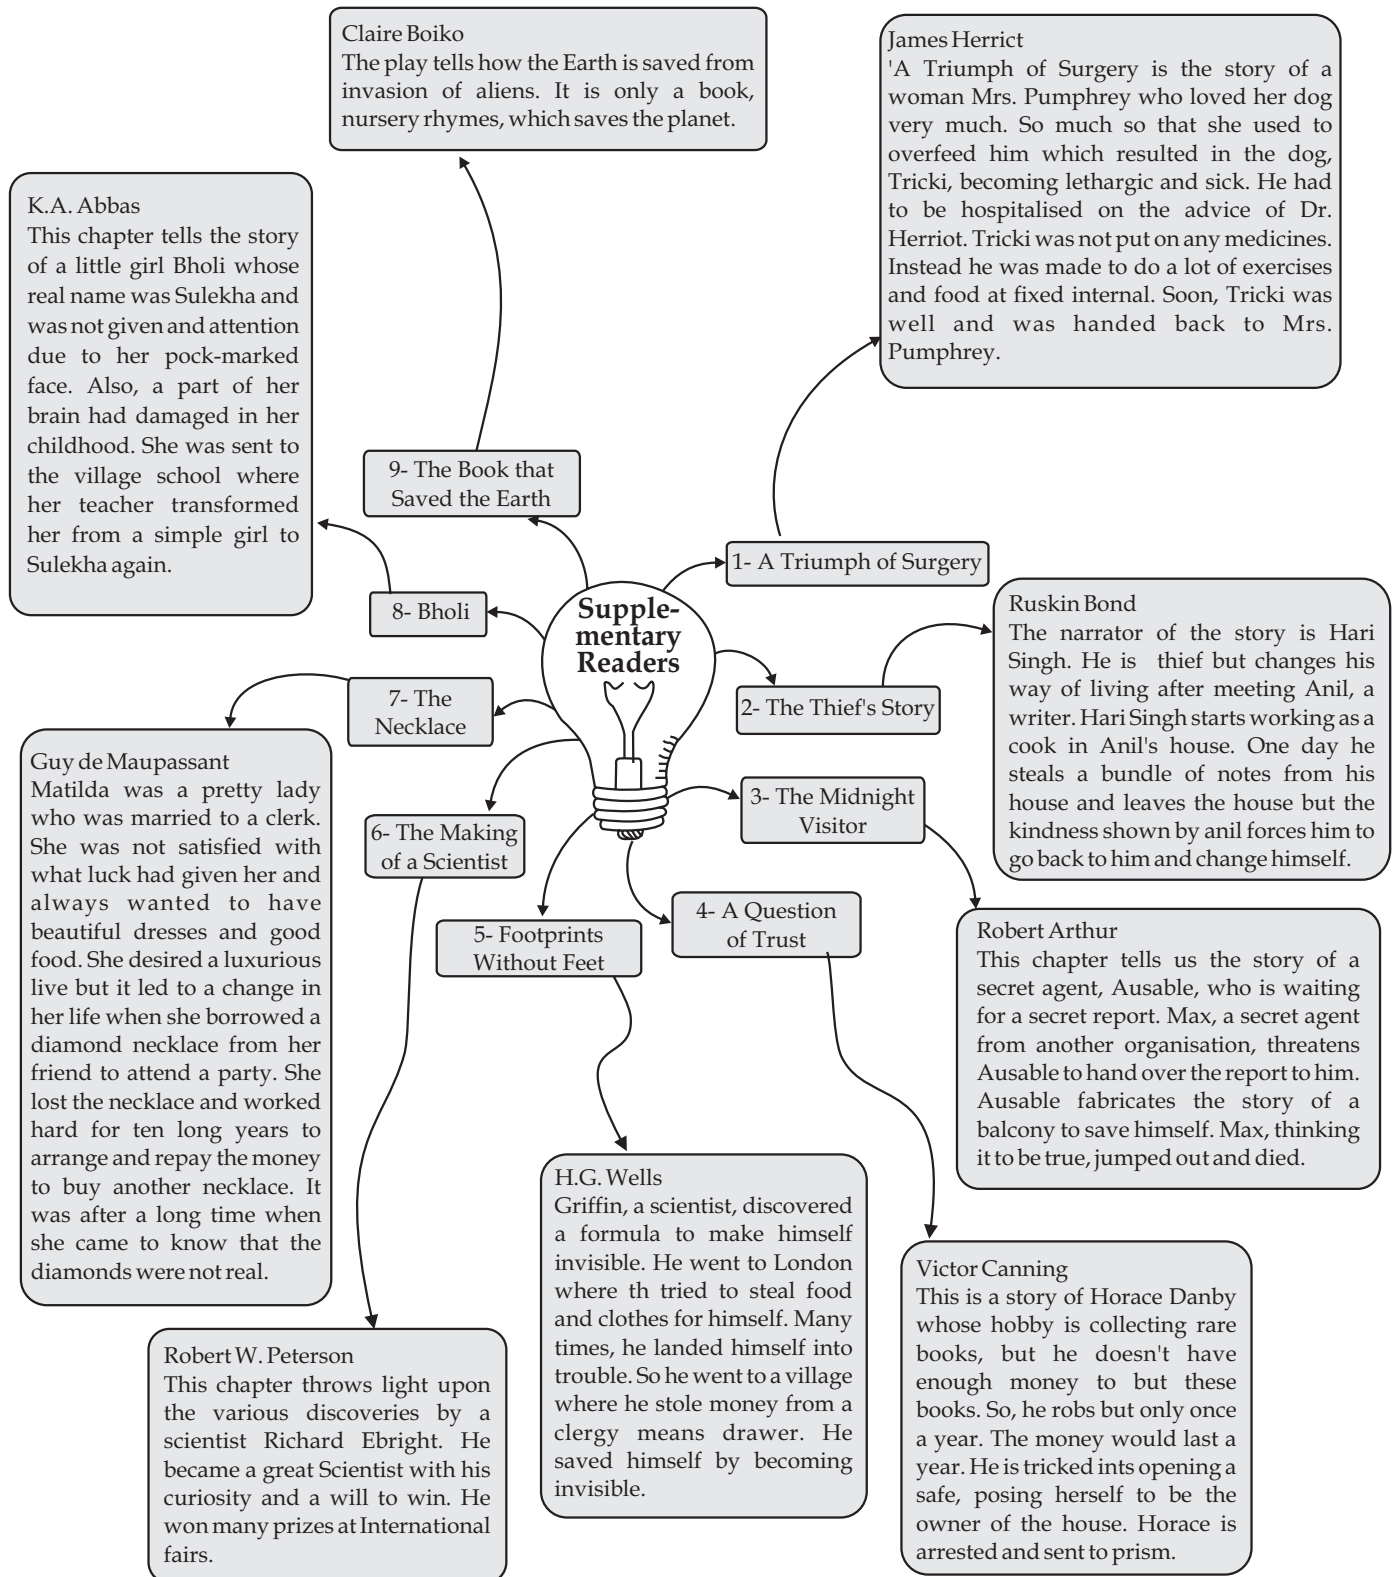 Claire Boiko
The play tells how the Earth is saved from
invasion of aliens. It is only a book,
nursery rhymes, which saves the planet.
James Herrict
'A Triumph of Surgery is the story of a
woman Mrs. Pumphrey who loved her dog
very much. So much so that she used to
overfeed him which resulted in the dog,
Tricki, becoming lethargic and sick. He had
to be hospitalised on the advice of Dr.
Herriot. Tricki was not put on any medicines.
Instead he was made to do a lot of exercises
and food at fixed internal. Soon, Tricki was
well and was handed back to Mrs.
Pumphrey.
K.A. Abbas
This chapter tells the story
of a little girl Bholi whose
real name was Sulekha and
was not given and attention
due to her pock-marked
face. Also, a part of her
brain had damaged in her
childhood. She was sent to
the village school where
her teacher transformed
her from a simple girl to
Sulekha again.
9- The Book that
Saved the Earth
1- A Triumph of Surgery
8- Bholi
Supple-
mentary
Readers
Ruskin Bond
The narrator of the story is Hari
Singh. He is thief but changes his
way of living after meeting Anil, a
writer. Hari Singh starts working as a
cook in Anil's house. One day he
steals a bundle of notes from his
house and leaves the house but the
kindness shown by anil forces him to
go back to him and change himself.
7- The
Necklace
2- The Thief's Story
Guy de Maupassant
Matilda was a pretty lady
who was married to a clerk.
She was not satisfied with
what luck had given her and
always wanted to have
beautiful dresses and good
food. She desired a luxurious
live but it led to a change in
her life when she borrowed a
diamond necklace from her
friend to attend a party. She
lost the necklace and worked
hard for ten long years to
arrange and repay the money
to buy another necklace. It
was after a long time when
she came to know that the
diamonds were not real.
3- The Midnight
Visitor
6- The Making
of a Scientist
4- A Question
of Trust
5- Footprints
Without Feet
Robert Arthur
This chapter tells us the story of a
secret agent, Ausable, who is waiting
for a secret report. Max, a secret agent
from another organisation, threatens
Ausable to hand over the report to him.
Ausable fabricates the story of a
balcony to save himself. Max, thinking
it to be true, jumped out and died.
H.G. Wells
Griffin, a scientist, discovered
a formula to make himself
invisible. He went to London
where th tried to steal food
and clothes for himself. Many
times, he landed himself into
trouble. So he went to a village
where he stole money from a
clergy means drawer. He
saved himself by becoming
invisible.
Victor Canning
This is a story of Horace Danby
whose hobby is collecting rare
books, but he doesn't have
enough money to but these
books. So, he robs but only once
a year. The money would last a
year. He is tricked ints opening a
safe, posing herself to be the
owner of the house. Horace is
arrested and sent to prism.
Robert W. Peterson
This chapter throws light upon
the various discoveries by a
scientist Richard Ebright. He
became a great Scientist with his
curiosity and a will to win. He
won many prizes at International
fairs.